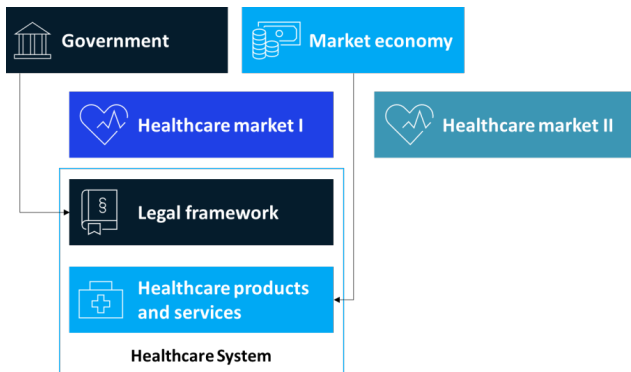 Government
Market economy
Healthcare market I
Healthcare market II
§
Legal framework
Healthcare products
and services
Healthcare System